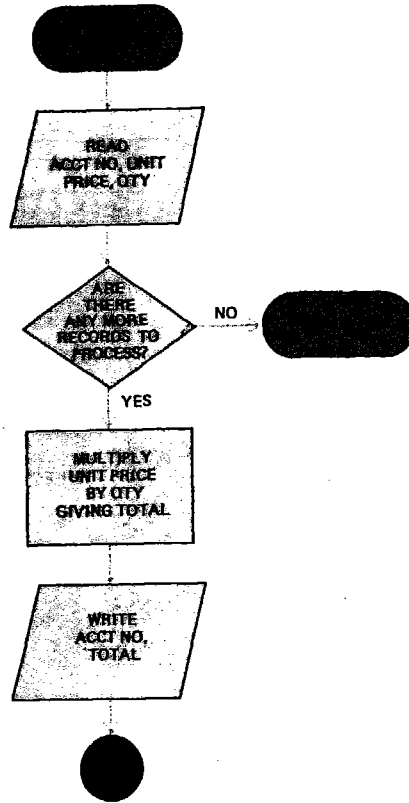 READ
ACCT NO, UNIT
PRICE, QTY
ARE
THERE
ANY MORE
RECORDS TO
PROCESS?
NO
YES
MULTIPLY
UNIT PRICE
BY QTY
GIVING TOTAL
WRITE
ACCT NO,
TOTAL